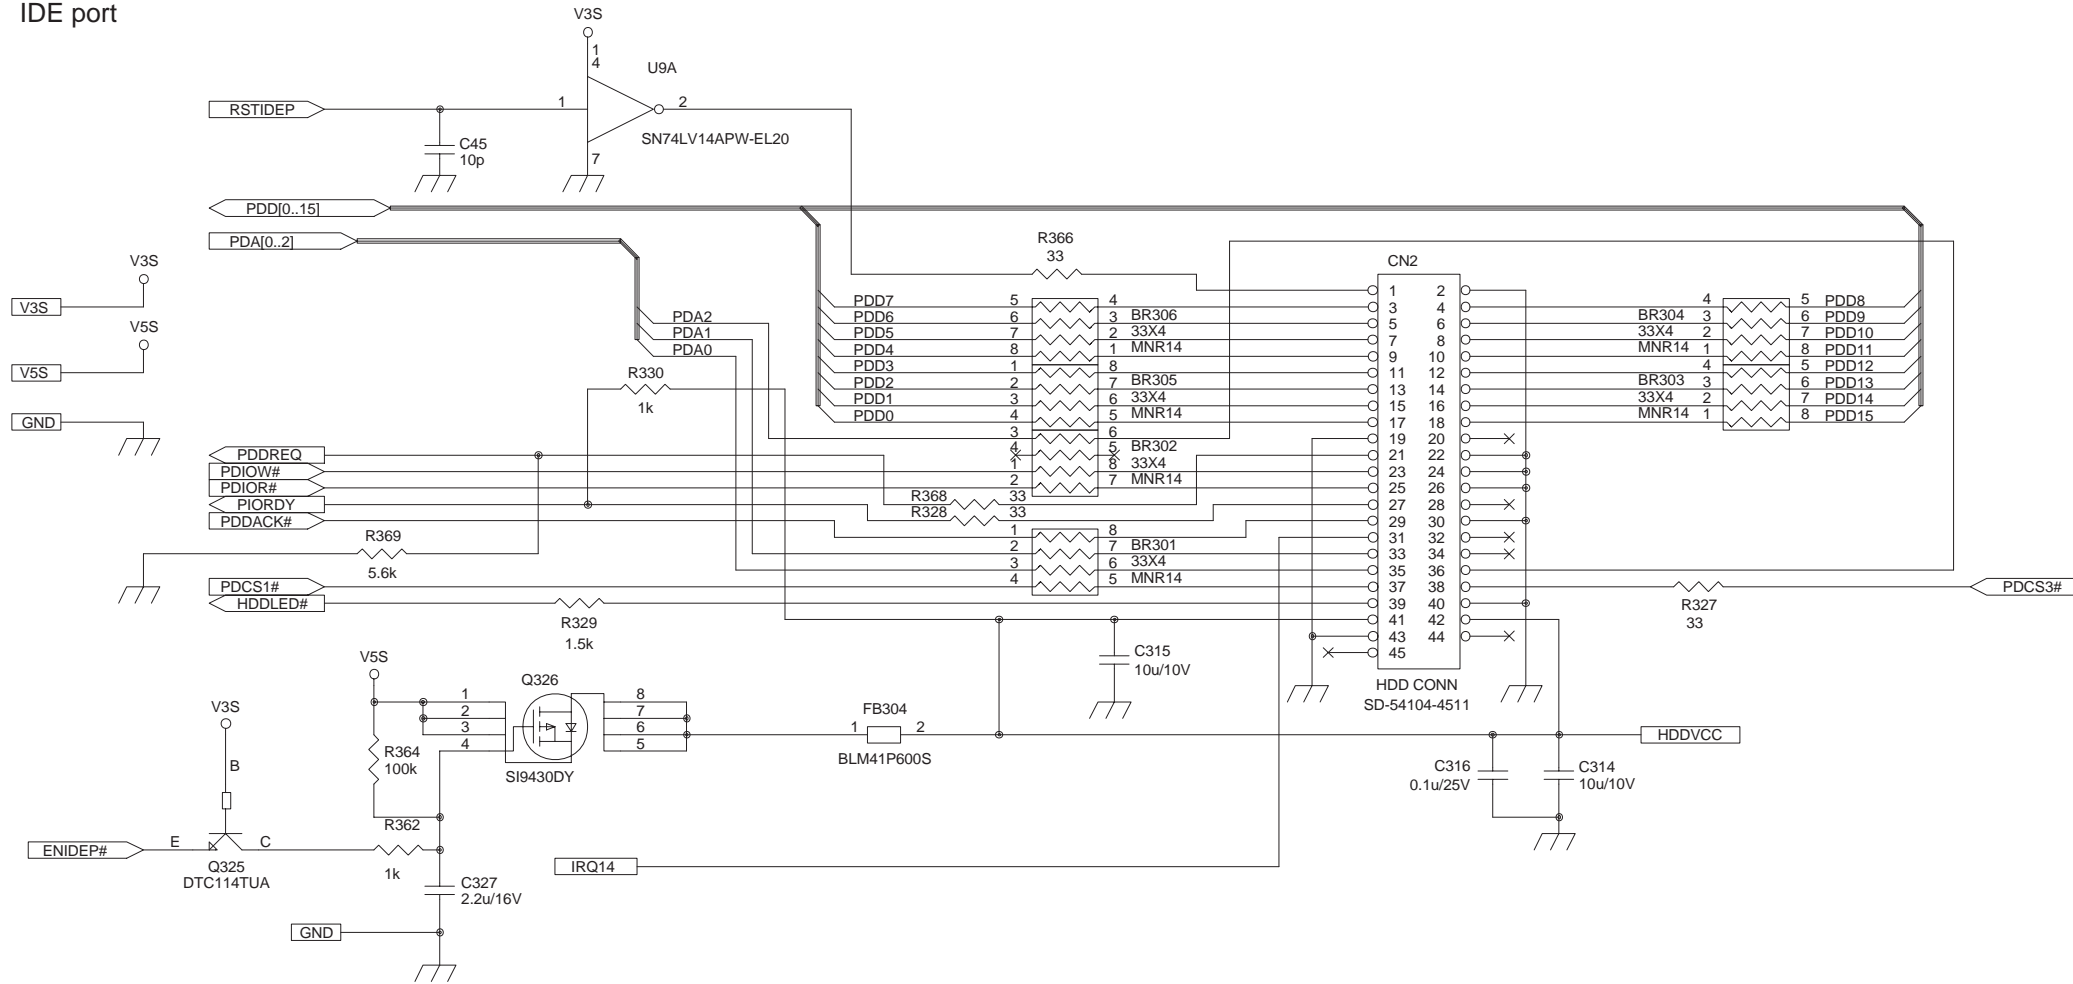 IDE port
V3S
1
4
U9A
RSTIDEP
1
2
SN74LV14APW-EL20
C45
10p
7
PDD[0..15]
PDA[0..2]
R366
33
CN2
V3S
V3S
V5S
V5S
GND
PDA2
PDA1
PDA0
R330
1k
PDD7 5 4
PDD6 6 3 BR306
PDD5 7 2 33X4
PDD4 8 1 MNR14
PDD3 1 8
PDD2 2 7 BR305
PDD1 3 6 33X4
PDD0 4 5 MNR14
3 6
4 5 BR302
1 8 33X4
2 7 MNR14
1 2
3 4
5 6
7 8
9 10
11 12
13 14
15 16
17 18
19 20
21 22
23 24
25 26
27 28
29 30
31 32
33 34
35 36
37 38
39 40
41 42
43 44
45
HDD CONN
SD-54104-4511
4 5 PDD8
BR304 3 6 PDD9
33X4 2 7 PDD10
MNR14 1 8 PDD11
4 5 PDD12
BR303 3 6 PDD13
33X4 2 7 PDD14
MNR14 1 8 PDD15
PDDREQ
PDIOW#
PDIOR#
PIORDY
PDDACK#
R368 33
R328 33
R369
5.6k
1 8
2 7 BR301
3 6 33X4
4 5 MNR14
PDCS1#
HDDLED#
R329
1.5k
R327
33
PDCS3#
C315
10u/10V
V5S
Q326
1 8
2 7
3 6
4 5
SI9430DY
R364
100k
FB304
1 2
BLM41P600S
HDDVCC
C316
0.1u/25V
C314
10u/10V
V3S
B
ENIDEP#
E C
Q325
DTC114TUA
R362
1k
C327
2.2u/16V
IRQ14
GND